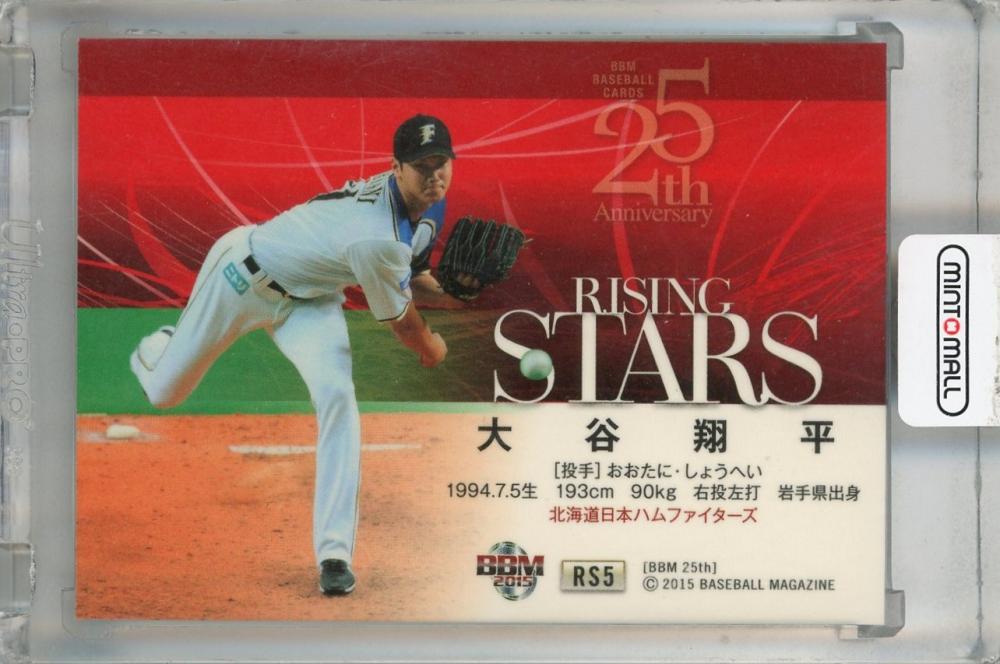 BBM
BASEBALL
CARDS
25th
Anniversary
F
RISING
STARS
大谷翔平
[投手] おおたに・しょうへい
1994.7.5生 193cm 90kg 右投左打 岩手県出身
北海道日本ハムファイターズ
BBM
2015
RS5
[BBM 25th]
© 2015 BASEBALL MAGAZINE
MINT MALL
UltraPRO